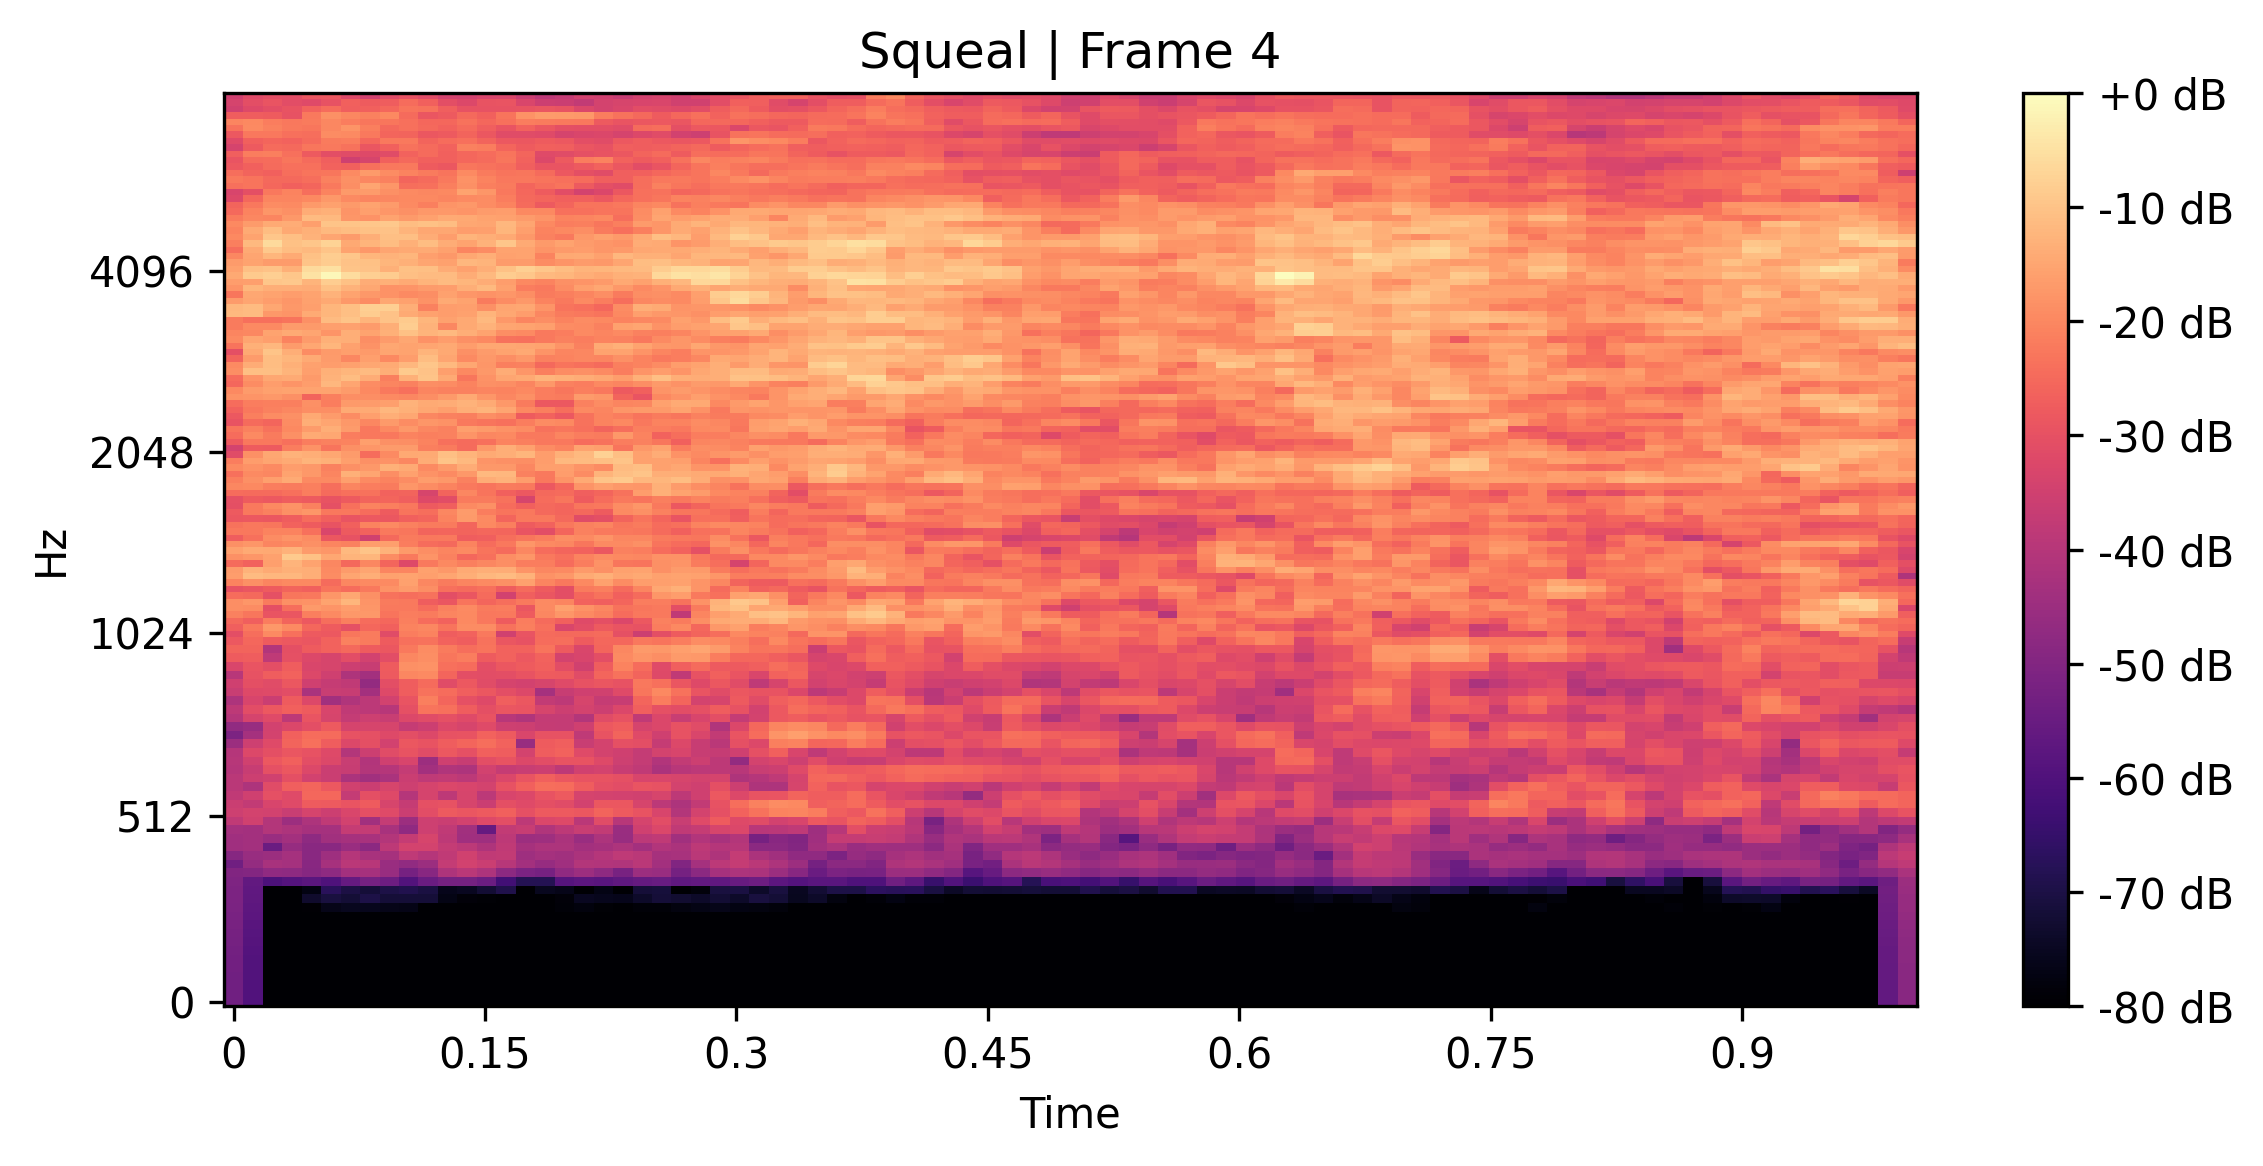 Squeal | Frame 4
Hz
4096
2048
1024
512
0
0 0.15 0.3 0.45 0.6 0.75 0.9
Time
+0 dB
-10 dB
-20 dB
-30 dB
-40 dB
-50 dB
-60 dB
-70 dB
-80 dB